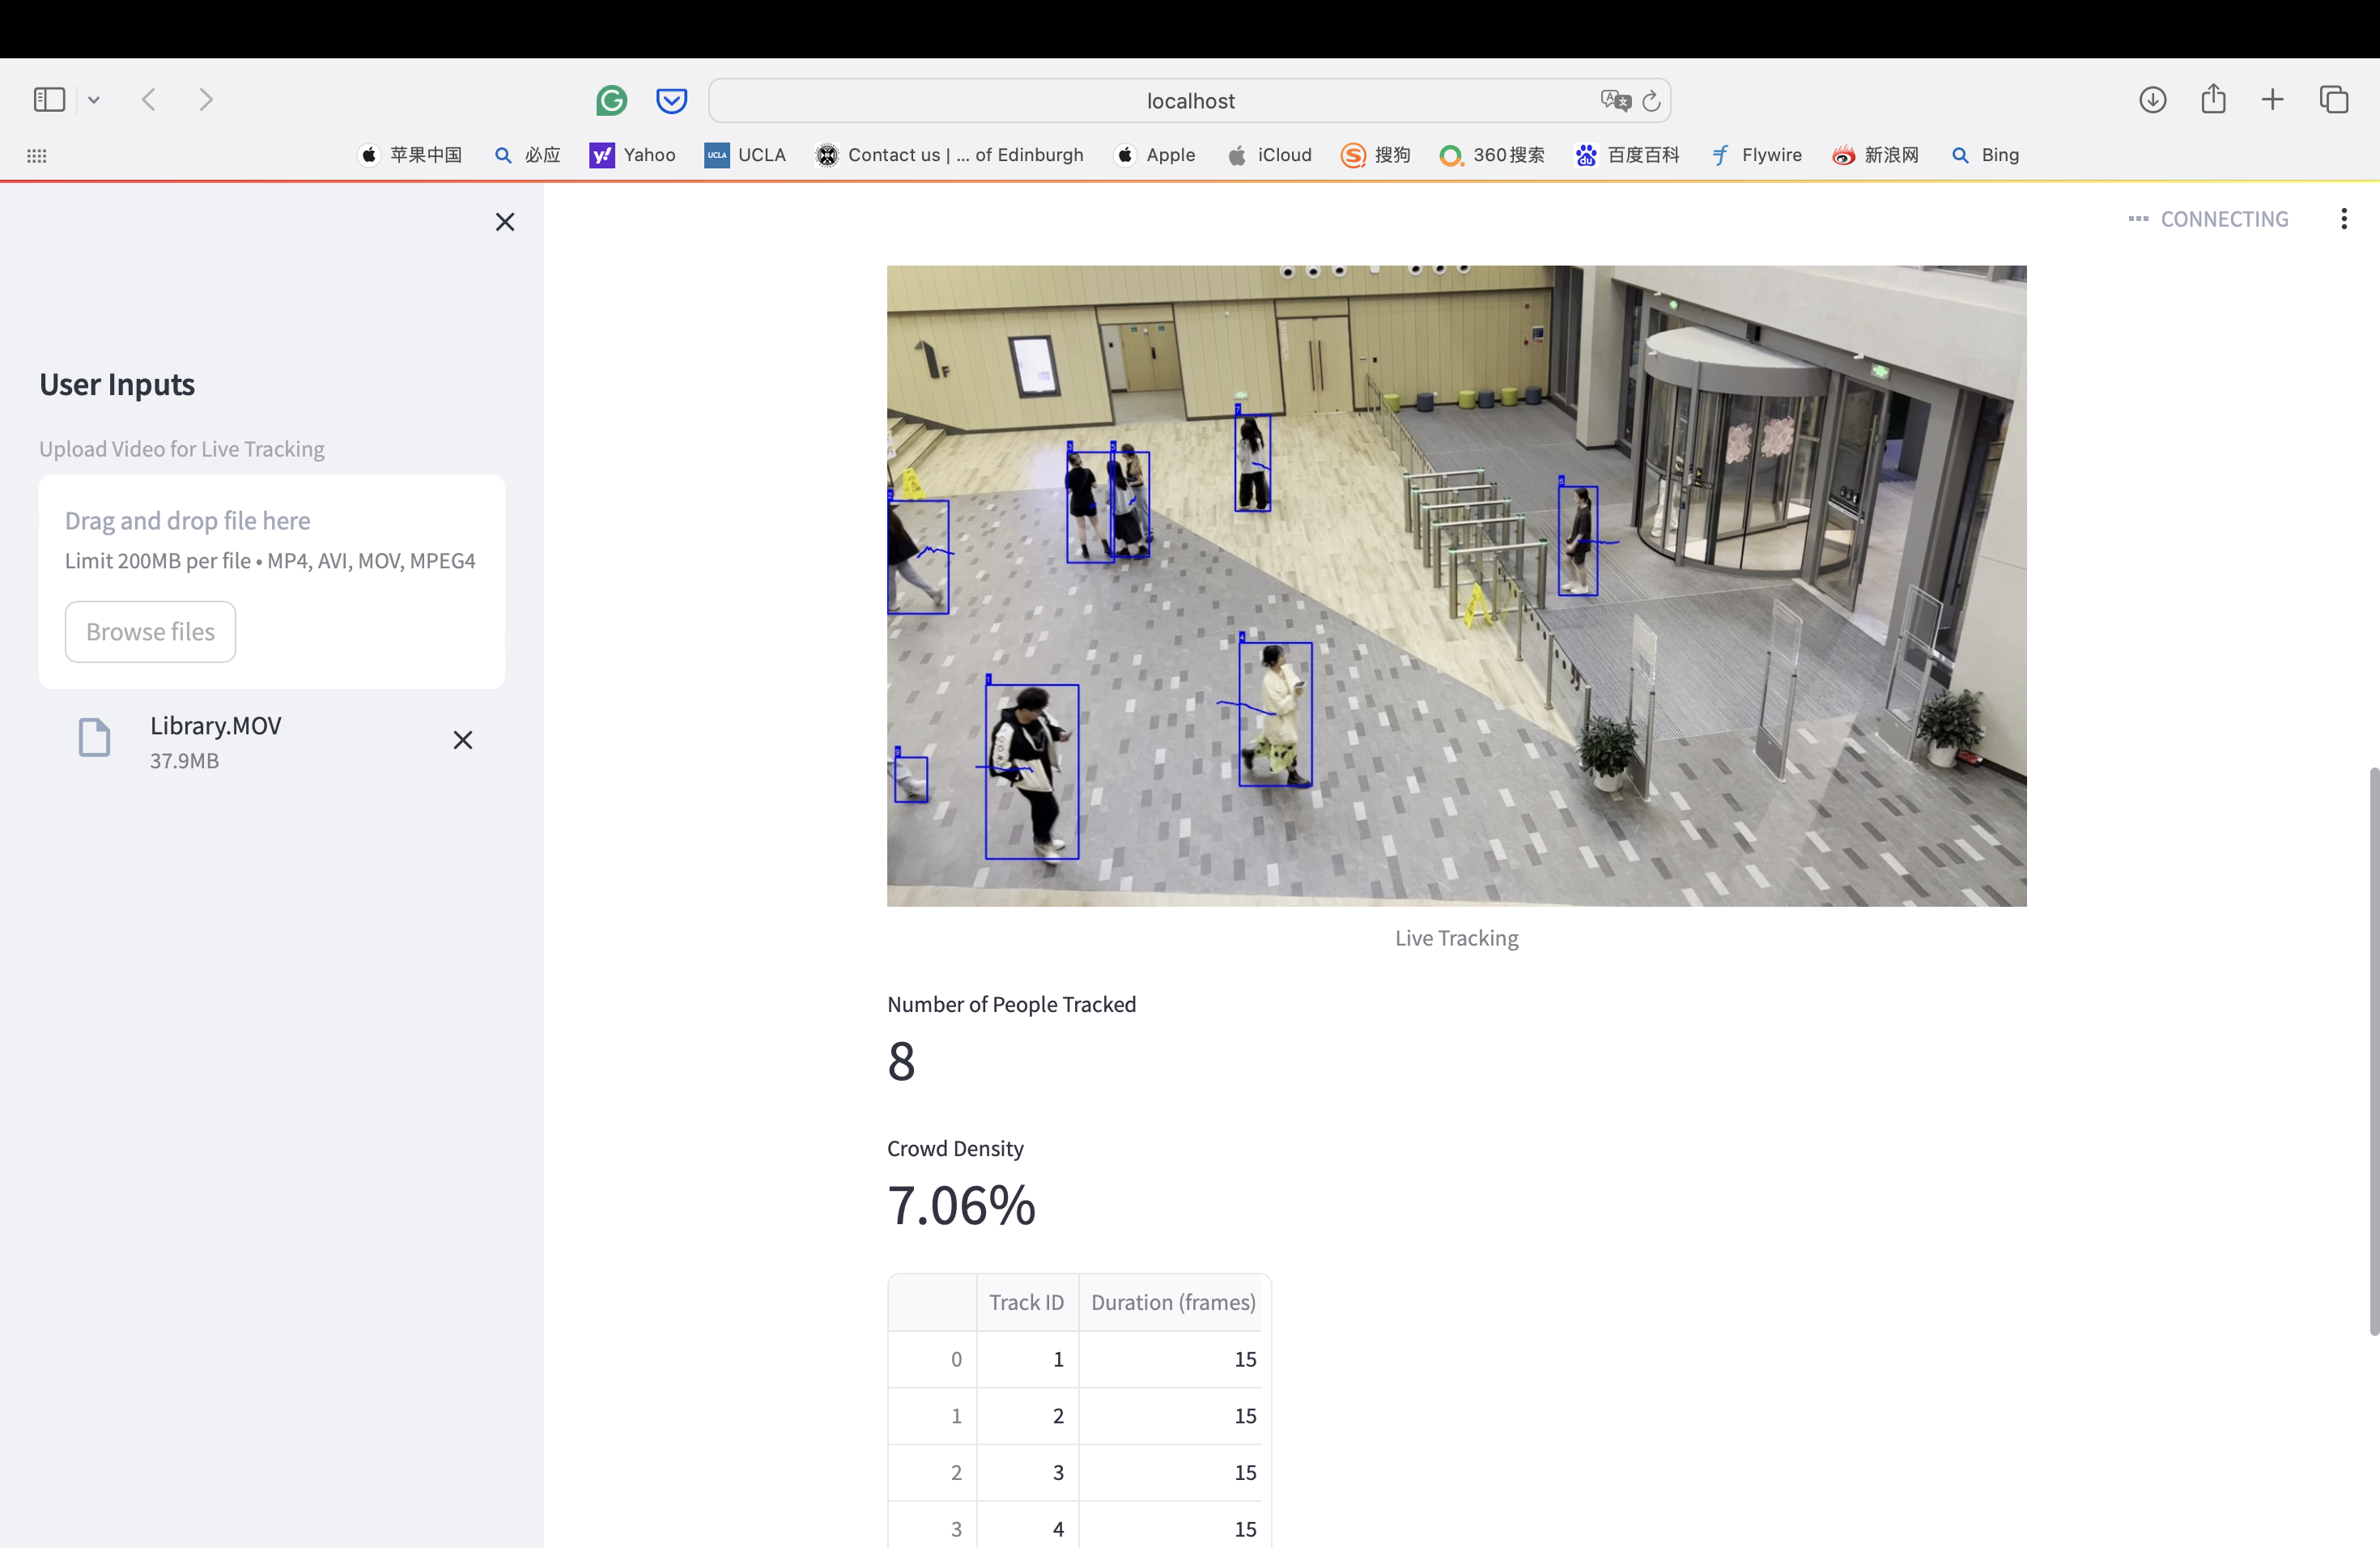 localhost
苹果中国 必应 Yahoo UCLA UCLA Contact us | ... of Edinburgh Apple iCloud 搜狗 360搜索 du 百度百科 Flywire 新浪网 Bing
CONNECTING
User Inputs
Upload Video for Live Tracking
Drag and drop file here
Limit 200MB per file • MP4, AVI, MOV, MPEG4
Browse files
Library.MOV
37.9MB
1F
Live Tracking
Number of People Tracked
8
Crowd Density
7.06%
Track ID Duration (frames)
0 1 15
1 2 15
2 3 15
3 4 15